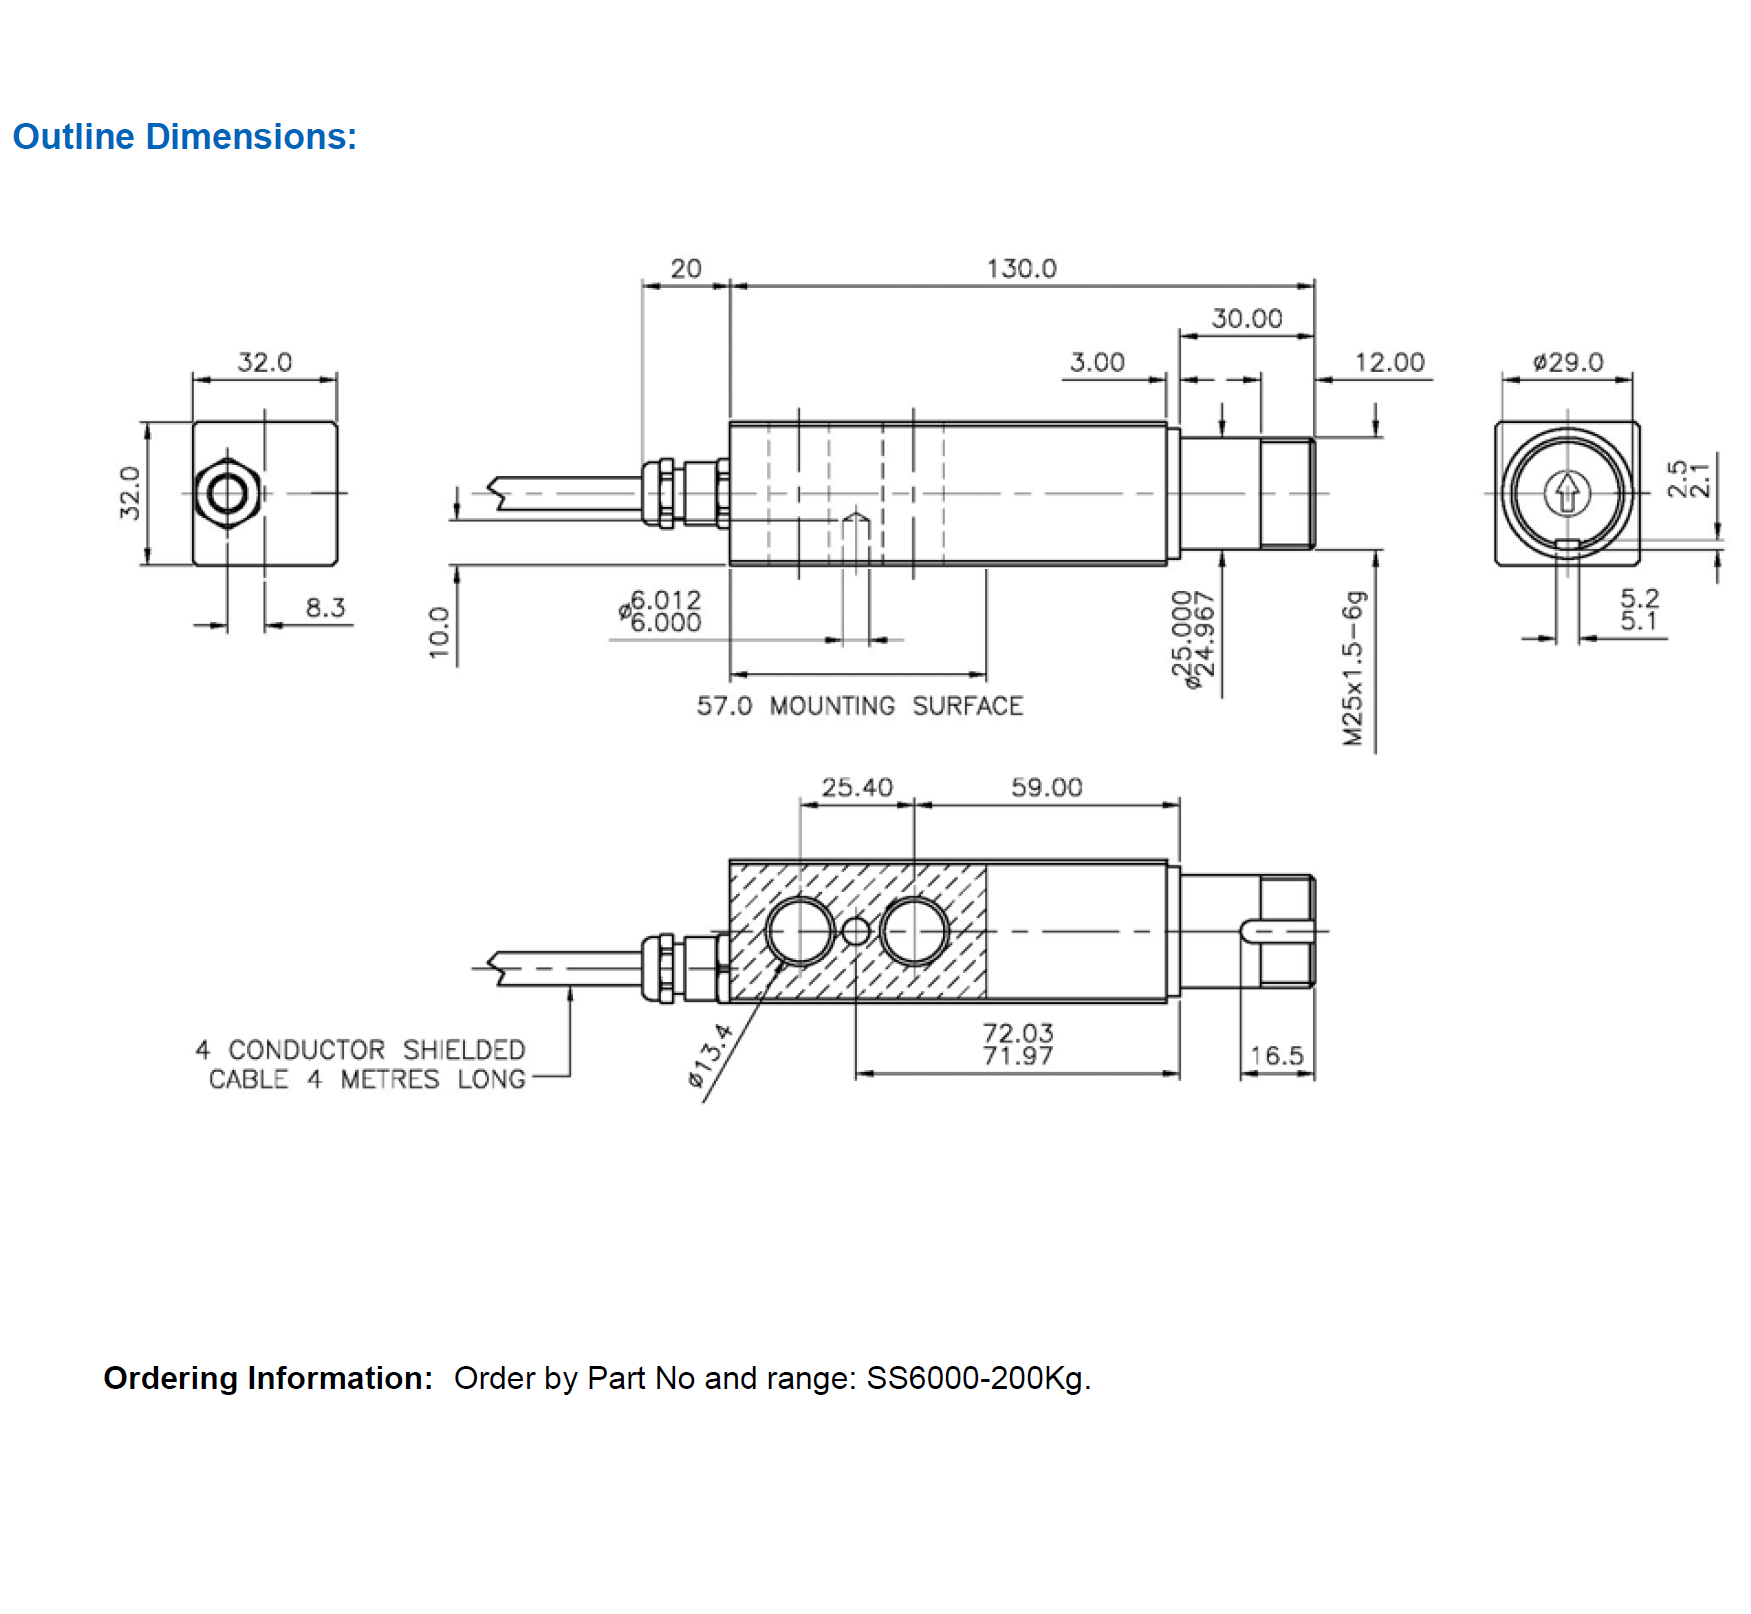 Outline Dimensions:
20
130.0
30.00
32.0
3.00
12.00
ø29.0
32.0
2.5
2.1
8.3
10.0
ø6.012
6.000
ø25.000
24.967
M25x1.5-6g
5.2
5.1
57.0 MOUNTING SURFACE
25.40
59.00
72.03
71.97
16.5
ø13.4
4 CONDUCTOR SHIELDED
CABLE 4 METRES LONG
Ordering Information: Order by Part No and range: SS6000-200Kg.